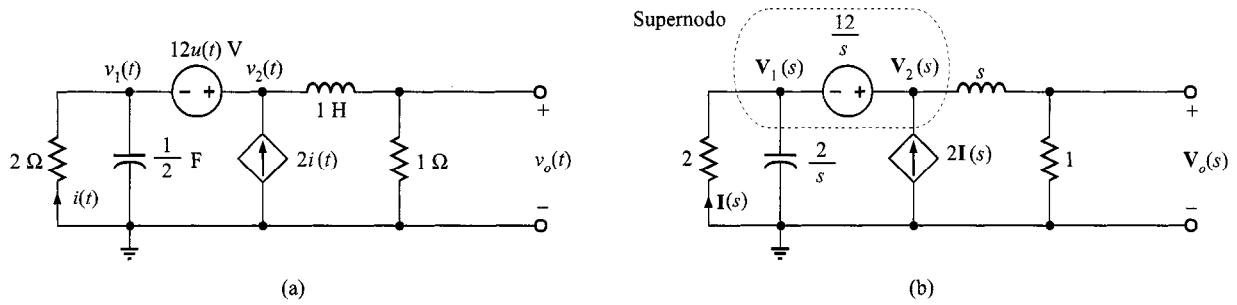 12u(t) V
v₁(t)
v₂(t)
− +
1 H
+
2 Ω
1/2 F
2i(t)
1 Ω
vₒ(t)
i(t)
−
(a)
Supernodo
12/s
V₁(s)
V₂(s)
s
− +
+
2
2/s
2I(s)
1
Vₒ(s)
I(s)
−
(b)